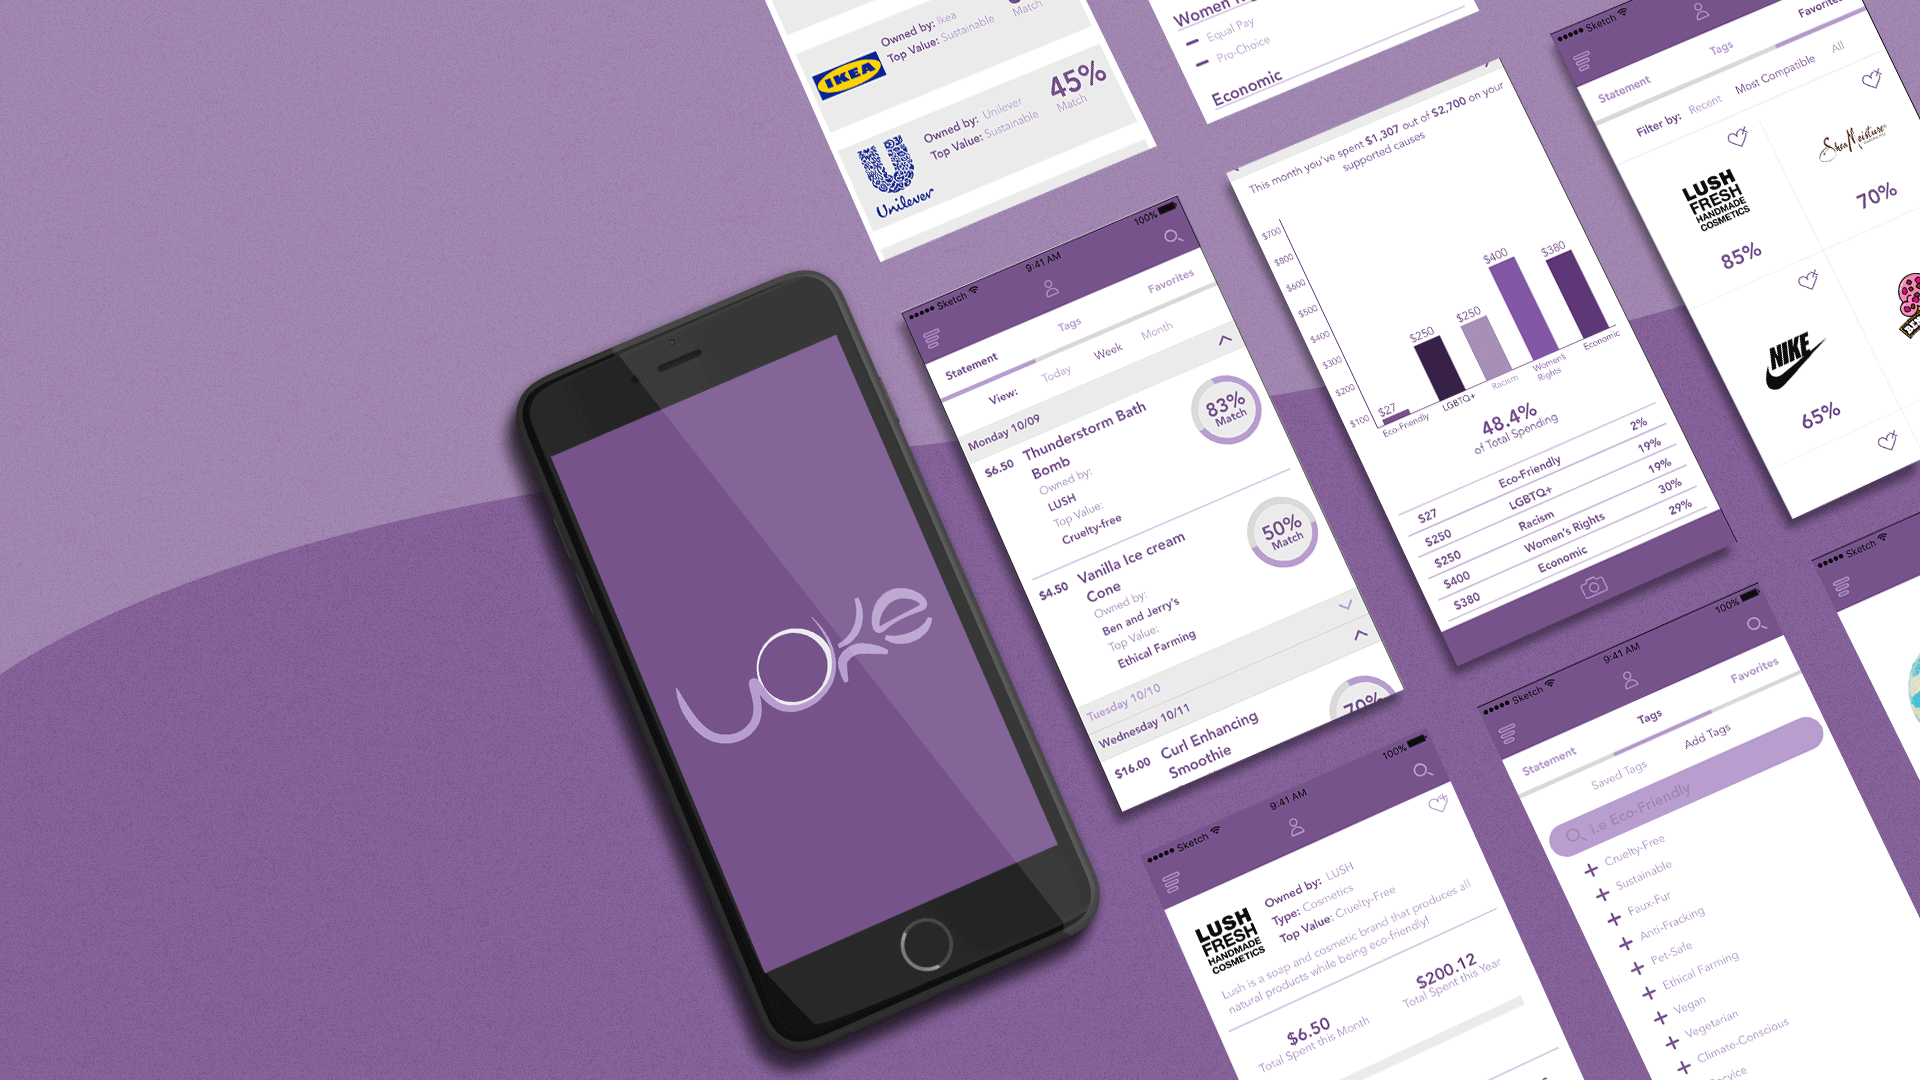 Owned by: Ikea
Top Value: Sustainable
Match
IKEA
45%
Match
Owned by: Unilever
Top Value: Sustainable
Unilever
Equal Pay
Pro-Choice
Economic
This month you've spent $1,307 out of $2,700 on your
supported causes
$700
$800
$600
$500
$400
$300
$200
$100
$27
$250
$250
$400
$380
Eco-Friendly
LGBTQ+
Racism
Women's
Rights
Economic
48.4%
of Total Spending
$27 Eco-Friendly 2%
$250 LGBTQ+ 19%
$250 Racism 19%
$400 Women's Rights 30%
$380 Economic 29%
Sketch
Statement Tags Favorites
Filter by: Recent Most Compatible All
LUSH
FRESH
HANDMADE
COSMETICS
85%
SheaMoisture
70%
NIKE
65%
Sketch 9:41 AM 100%
Statement Tags Favorites
View: Today Week Month
Monday 10/09
$6.50 Thunderstorm Bath
Bomb
Owned by:
LUSH
Top Value:
Cruelty-free
83%
Match
$4.50 Vanilla Ice cream
Cone
Owned by:
Ben and Jerry's
Top Value:
Ethical Farming
50%
Match
Tuesday 10/10
Wednesday 10/11
$16.00 Curl Enhancing
Smoothie
70%
uoke
Sketch 9:41 AM 100%
LUSH
FRESH
HANDMADE
COSMETICS
Owned by: LUSH
Type: Cosmetics
Top Value: Cruelty-Free
Lush is a soap and cosmetic brand that produces all
natural products while being eco-friendly!
$6.50
Total Spent this Month
$200.12
Total Spent this Year
Sketch 9:41 AM 100%
Statement Tags Favorites
Saved Tags Add Tags
i.e Eco-Friendly
Cruelty-Free
Sustainable
Faux-Fur
Anti-Fracking
Pet-Safe
Ethical Farming
Vegan
Vegetarian
Climate-Conscious
Sketch